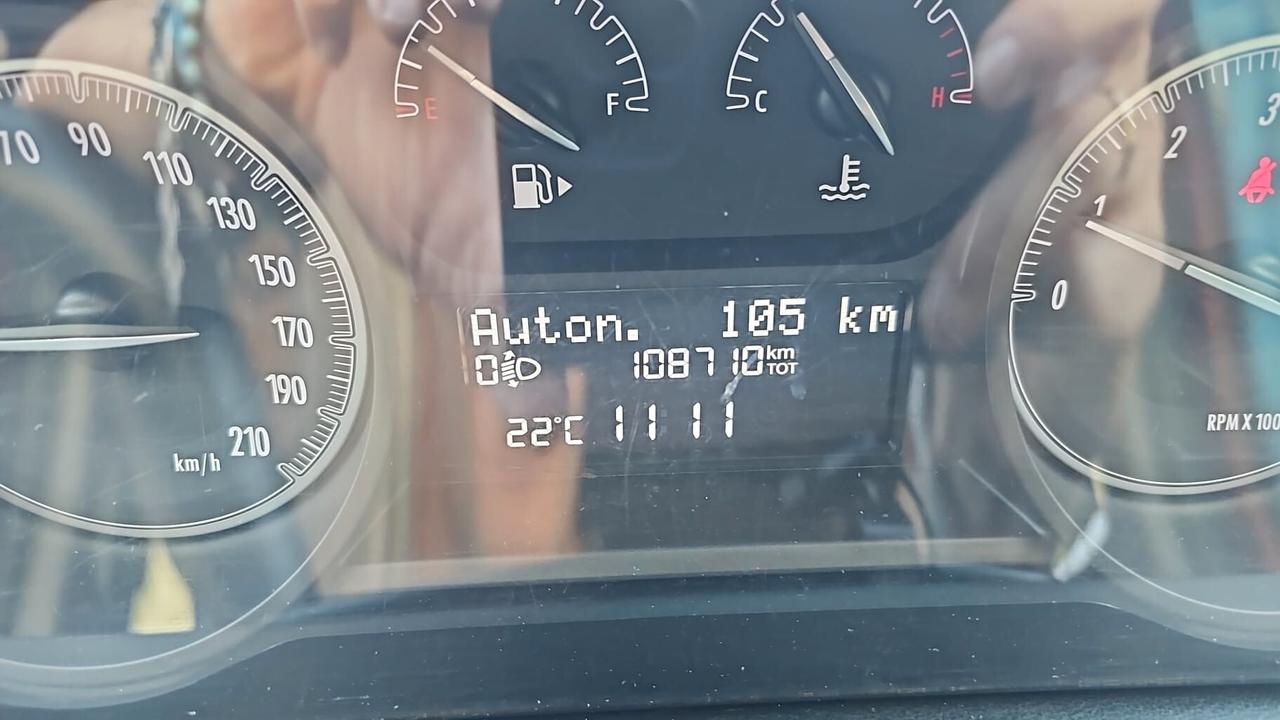 E F
C H
70 90 110 130 150 170 190 210
km/h
Auton. 105 km
0 108710 km TOT
22°C 11 11
0 1 2 3
RPM X 100